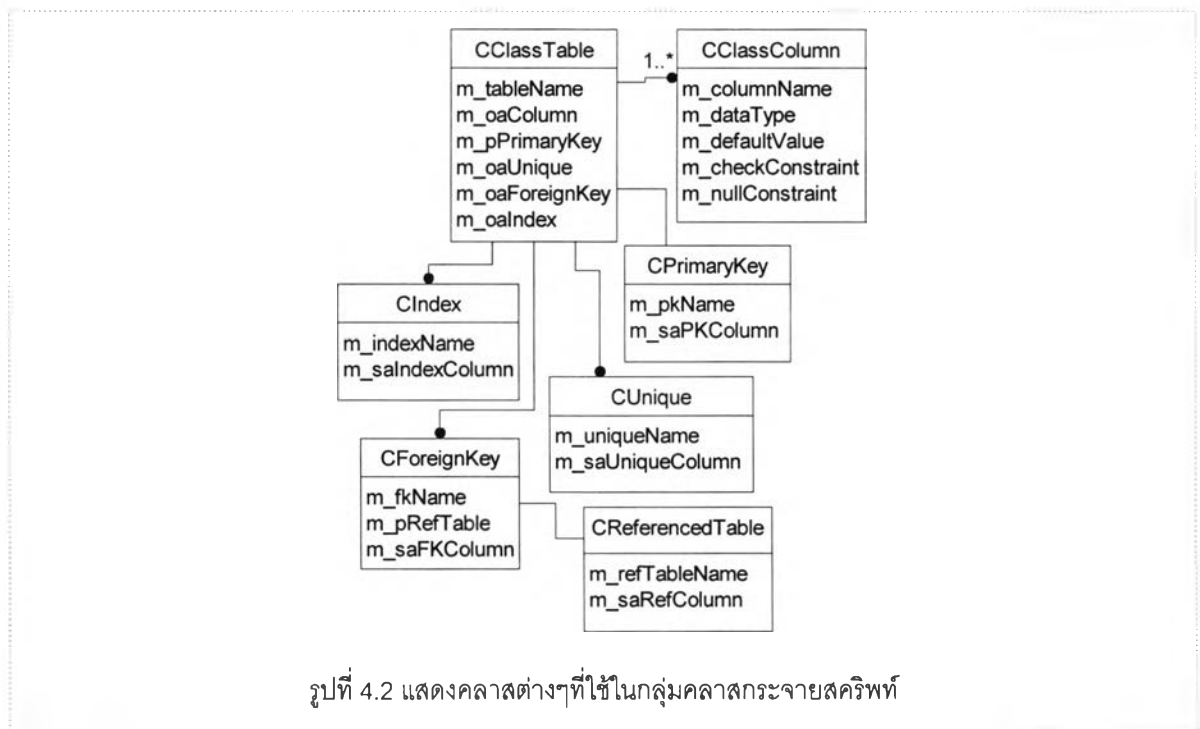 CClassTable
m_tableName
m_oaColumn
m_pPrimaryKey
m_oaUnique
m_oaForeignKey
m_oaIndex
1..*
CClassColumn
m_columnName
m_dataType
m_defaultValue
m_checkConstraint
m_nullConstraint
CPrimaryKey
m_pkName
m_saPKColumn
CIndex
m_indexName
m_saIndexColumn
CUnique
m_uniqueName
m_saUniqueColumn
CForeignKey
m_fkName
m_pRefTable
m_saFKColumn
CReferencedTable
m_refTableName
m_saRefColumn
รูปที่ 4.2 แสดงคลาสต่างๆที่ใช้ในกลุ่มคลาสกระจายสคริพท์